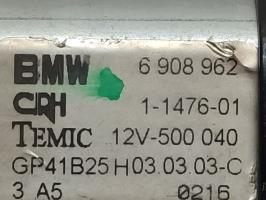 BMW 6 908 962
CRH 1-1476-01
TEMIC 12V-500 040
GP41B25 H03.03.03-C
3 A5 0216